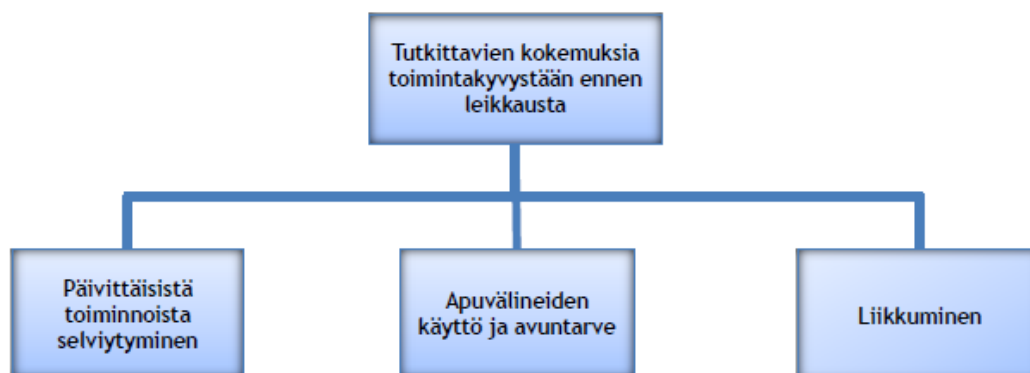 Tutkittavien kokemuksia
toimintakyvystään ennen
leikkausta
Päivittäisistä
toiminnoista
selviytyminen
Apuvälineiden
käyttö ja avuntarve
Liikkuminen